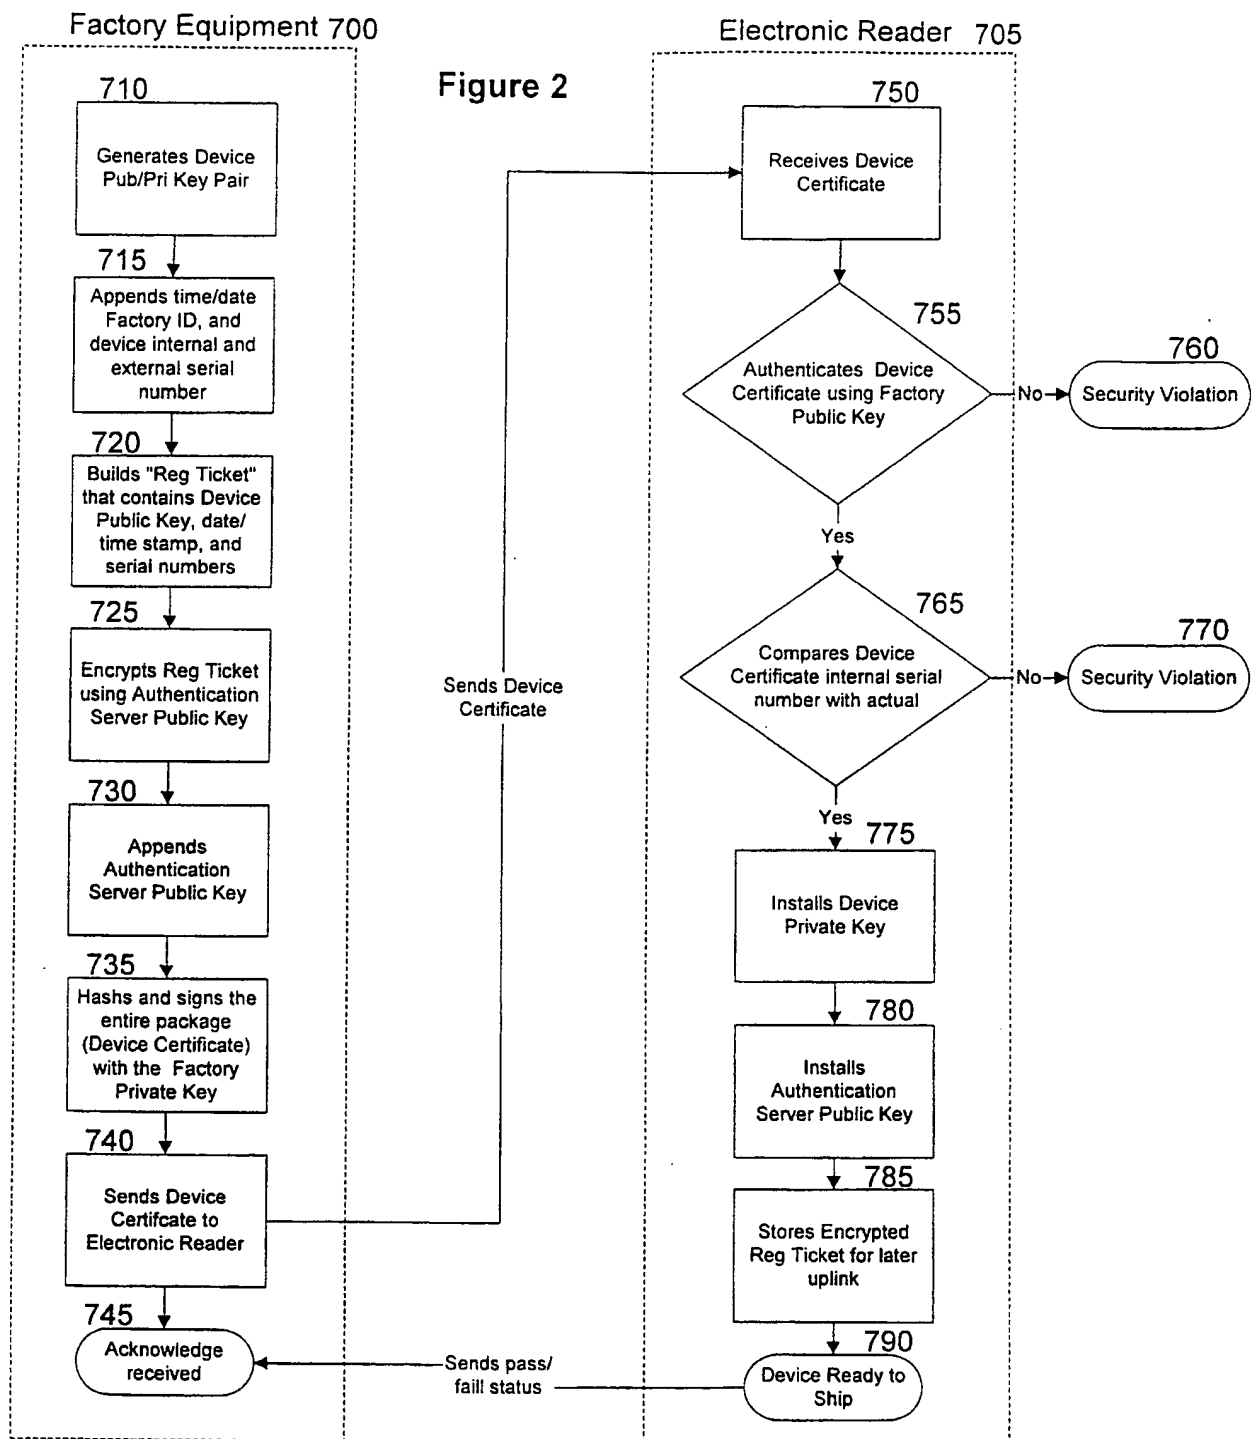 Factory Equipment 700
Electronic Reader 705
Figure 2
710
Generates Device
Pub/Pri Key Pair
715
Appends time/date
Factory ID, and
device internal and
external serial
number
720
Builds "Reg Ticket"
that contains Device
Public Key, date/
time stamp, and
serial numbers
725
Encrypts Reg Ticket
using Authentication
Server Public Key
730
Appends
Authentication
Server Public Key
735
Hashs and signs the
entire package
(Device Certificate)
with the Factory
Private Key
740
Sends Device
Certifcate to
Electronic Reader
745
Acknowledge
received
Sends Device
Certificate
Sends pass/
faill status
750
Receives Device
Certificate
755
Authenticates Device
Certificate using Factory
Public Key
No
760
Security Violation
Yes
765
Compares Device
Certificate internal serial
number with actual
No
770
Security Violation
Yes
775
Installs Device
Private Key
780
Installs
Authentication
Server Public Key
785
Stores Encrypted
Reg Ticket for later
uplink
790
Device Ready to
Ship